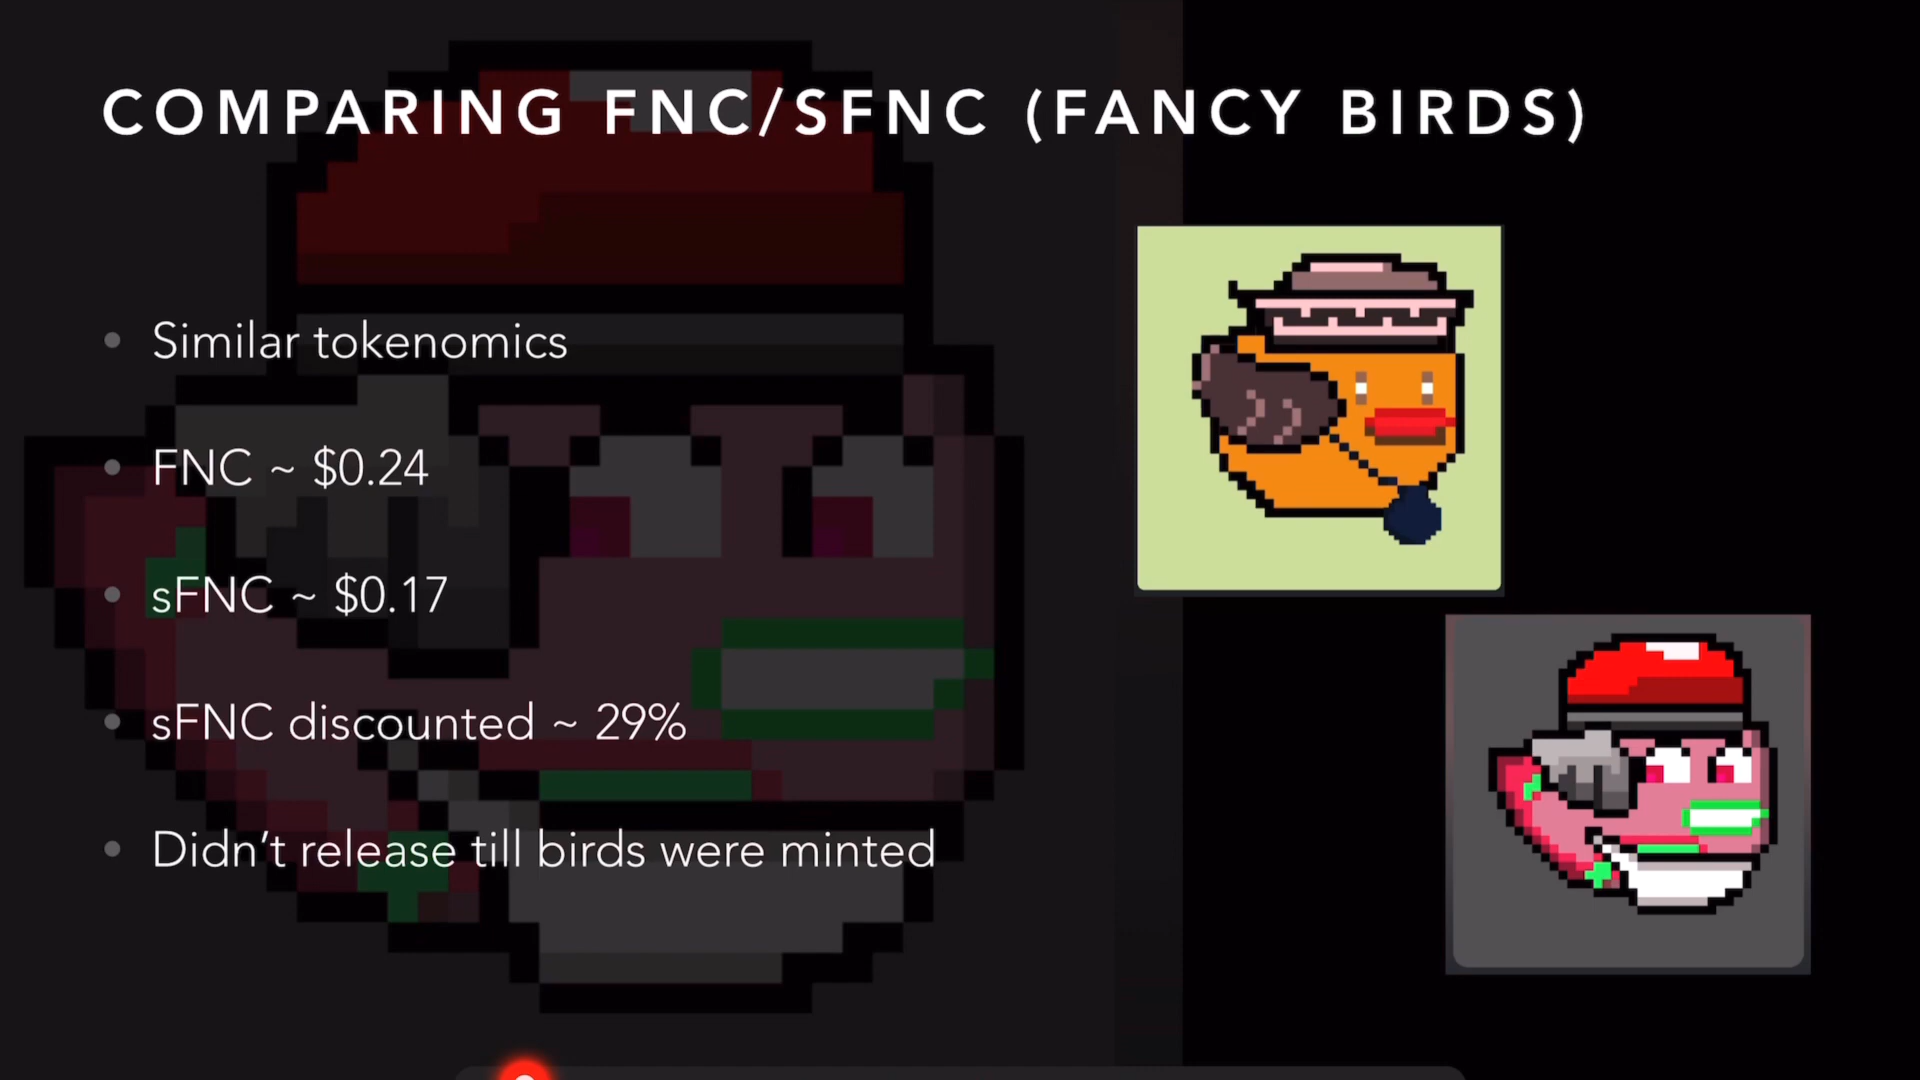 COMPARING FNC/SFNC (FANCY BIRDS)
• Similar tokenomics
• FNC ~ $0.24
• sFNC ~ $0.17
• sFNC discounted ~ 29%
• Didn’t release till birds were minted